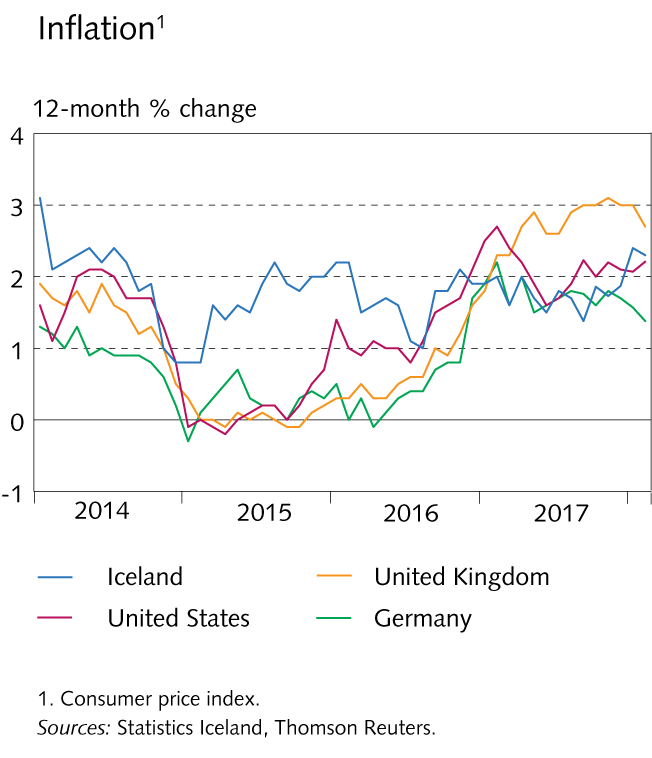 Inflation¹
12-month % change
4
3
2
1
0
-1
2014 2015 2016 2017
Iceland United Kingdom
United States Germany
1. Consumer price index.
Sources: Statistics Iceland, Thomson Reuters.